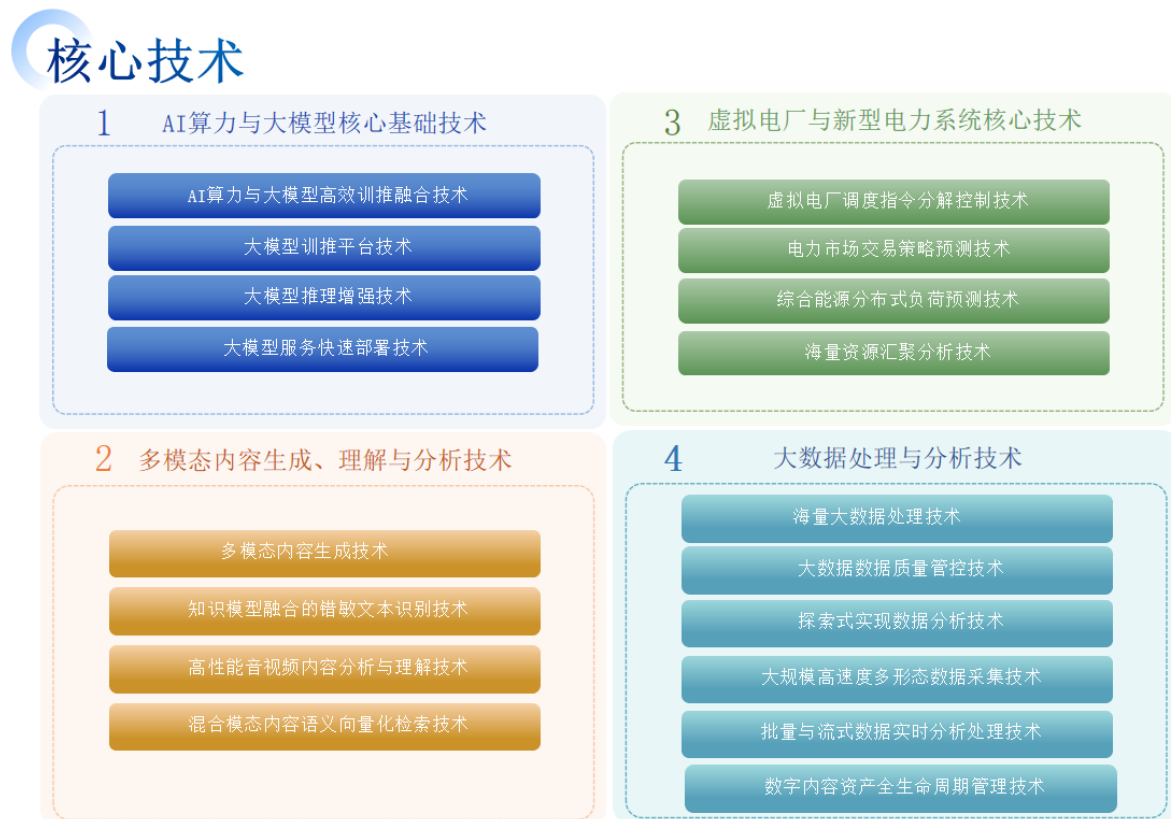 核心技术
1 AI算力与大模型核心基础技术
AI算力与大模型高效训推融合技术
大模型训推平台技术
大模型推理增强技术
大模型服务快速部署技术
2 多模态内容生成、理解与分析技术
多模态内容生成技术
知识模型融合的错敏文本识别技术
高性能音视频内容分析与理解技术
混合模态内容语义向量化检索技术
3 虚拟电厂与新型电力系统核心技术
虚拟电厂调度指令分解控制技术
电力市场交易策略预测技术
综合能源分布式负荷预测技术
海量资源汇聚分析技术
4 大数据处理与分析技术
海量大数据处理技术
大数据数据质量管控技术
探索式实现数据分析技术
大规模高速度多形态数据采集技术
批量与流式数据实时分析处理技术
数字内容资产全生命周期管理技术